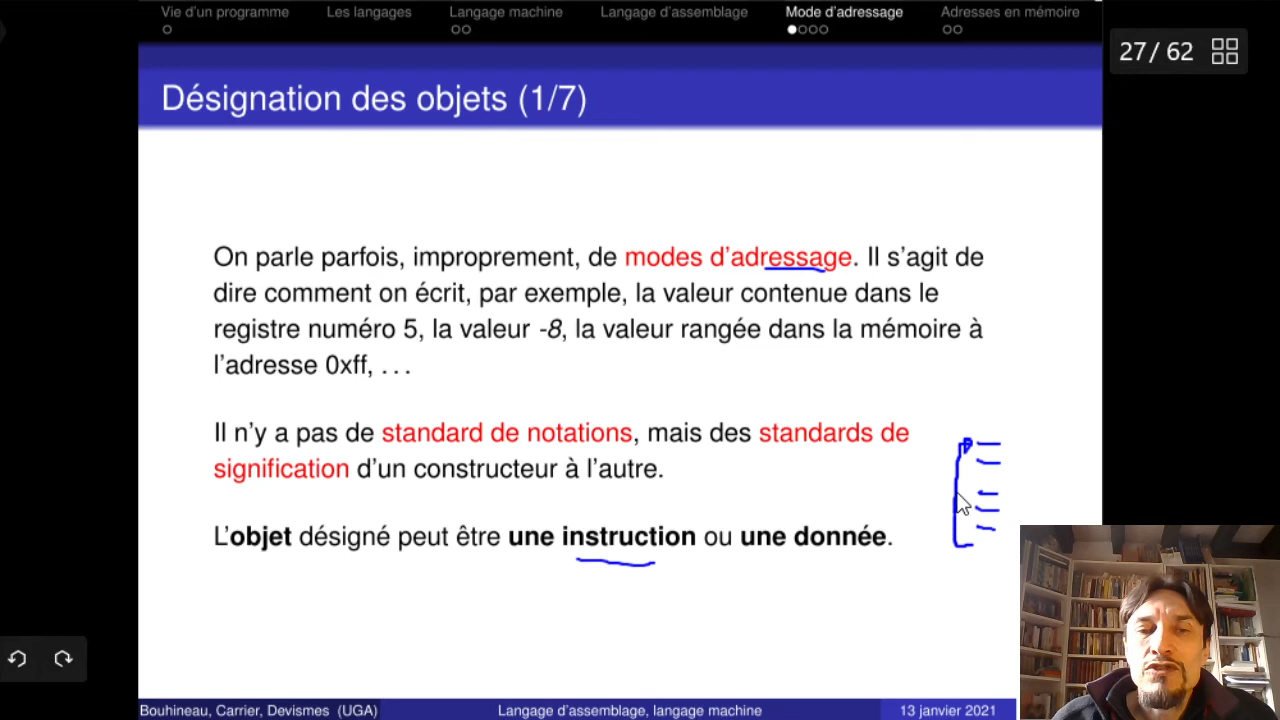 Vie d'un programme Les langages Langage machine Langage d'assemblage Mode d'adressage Adresses en mémoire
27 / 62
Désignation des objets (1/7)
On parle parfois, improprement, de modes d'adressage. Il s'agit de
dire comment on écrit, par exemple, la valeur contenue dans le
registre numéro 5, la valeur -8, la valeur rangée dans la mémoire à
l'adresse 0xff, ...
Il n'y a pas de standard de notations, mais des standards de
signification d'un constructeur à l'autre.
L'objet désigné peut être une instruction ou une donnée.
Bouhineau, Carrier, Devismes (UGA) Langage d'assemblage, langage machine 13 janvier 2021